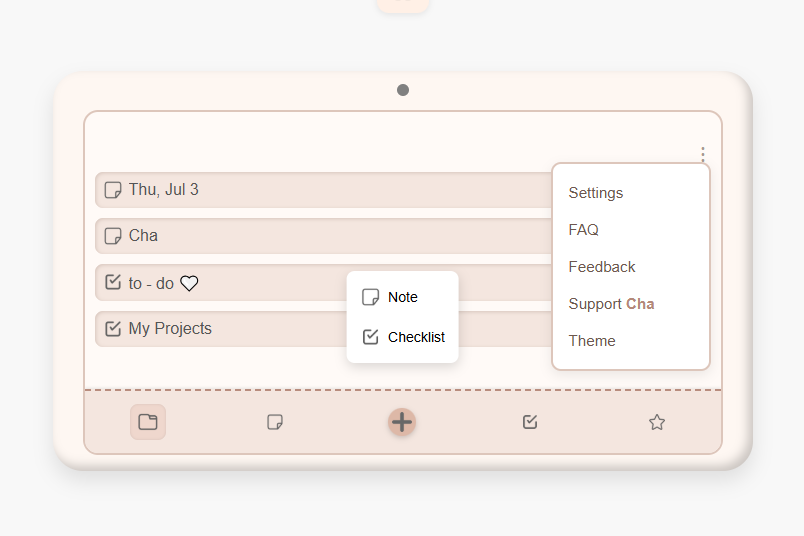 Thu, Jul 3
Cha
to - do 🤍
My Projects
Note
Checklist
Settings
FAQ
Feedback
Support Cha
Theme